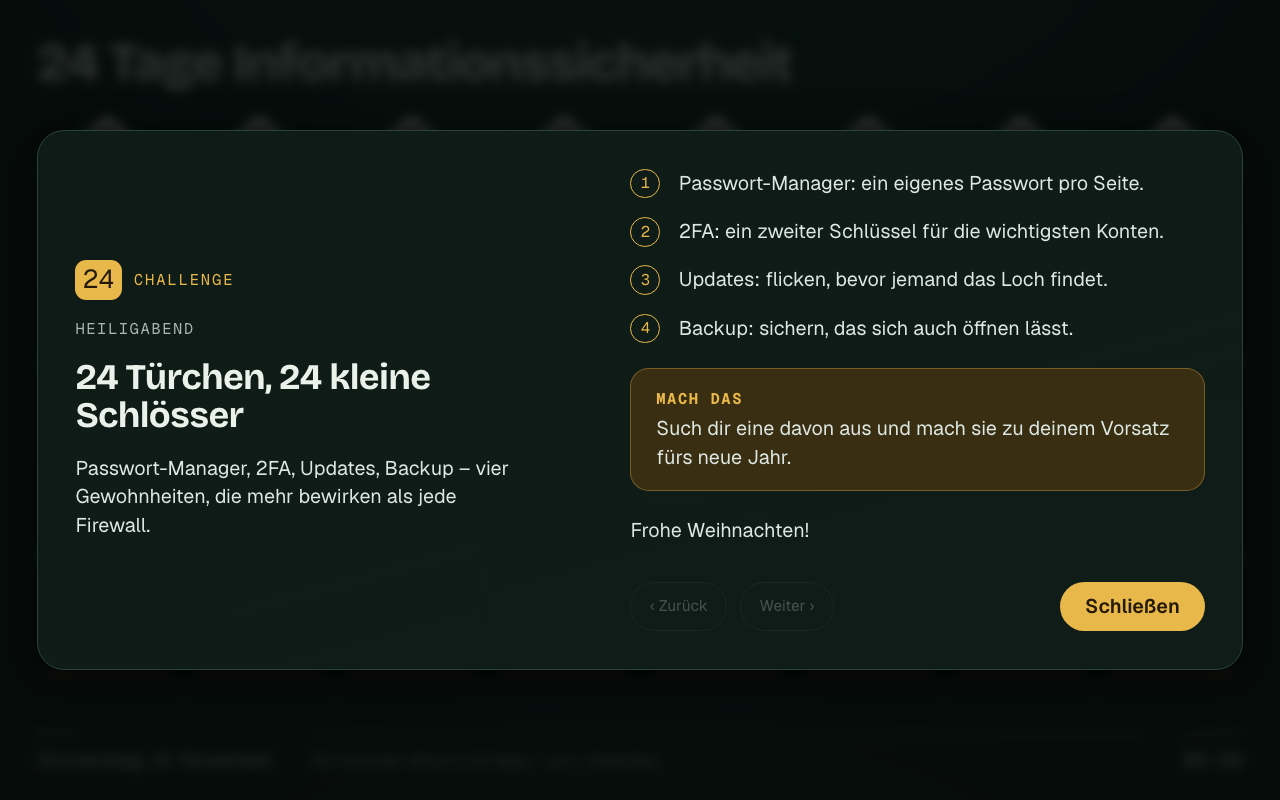 24 Tage Informationssicherheit
24 CHALLENGE
HEILIGABEND
24 Türchen, 24 kleine
Schlösser
Passwort-Manager, 2FA, Updates, Backup – vier
Gewohnheiten, die mehr bewirken als jede
Firewall.
1 Passwort-Manager: ein eigenes Passwort pro Seite.
2 2FA: ein zweiter Schlüssel für die wichtigsten Konten.
3 Updates: flicken, bevor jemand das Loch findet.
4 Backup: sichern, das sich auch öffnen lässt.
MACH DAS
Such dir eine davon aus und mach sie zu deinem Vorsatz
fürs neue Jahr.
Frohe Weihnachten!
‹ Zurück
Weiter ›
Schließen